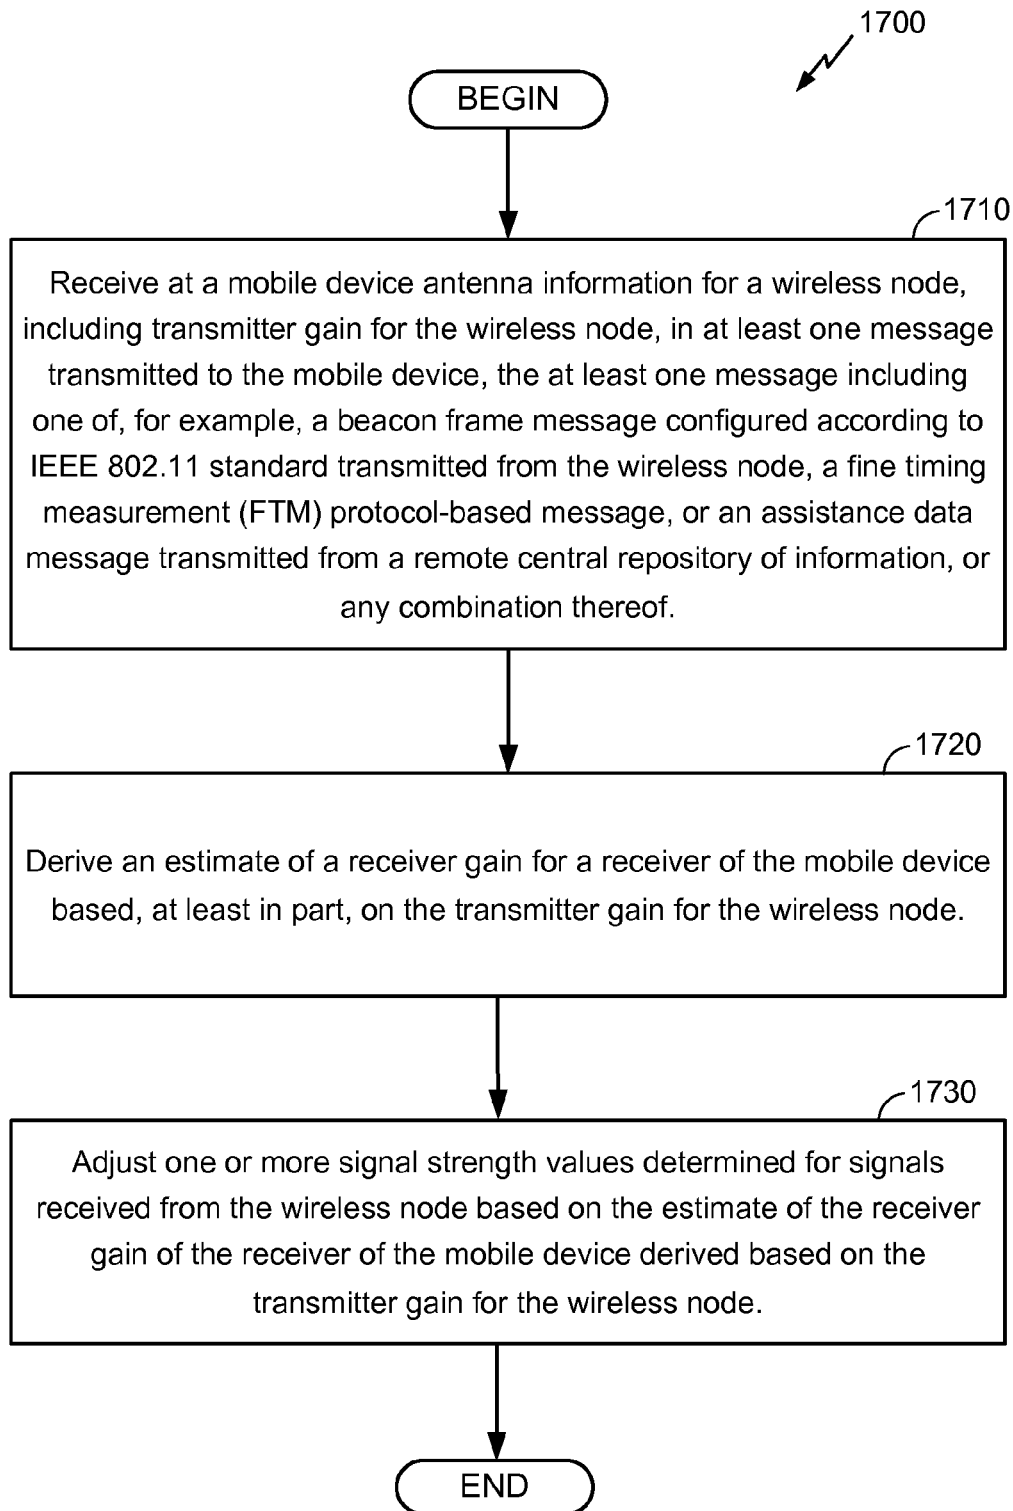 1700
BEGIN
1710
Receive at a mobile device antenna information for a wireless node,
including transmitter gain for the wireless node, in at least one message
transmitted to the mobile device, the at least one message including
one of, for example, a beacon frame message configured according to
IEEE 802.11 standard transmitted from the wireless node, a fine timing
measurement (FTM) protocol-based message, or an assistance data
message transmitted from a remote central repository of information, or
any combination thereof.
1720
Derive an estimate of a receiver gain for a receiver of the mobile device
based, at least in part, on the transmitter gain for the wireless node.
1730
Adjust one or more signal strength values determined for signals
received from the wireless node based on the estimate of the receiver
gain of the receiver of the mobile device derived based on the
transmitter gain for the wireless node.
END